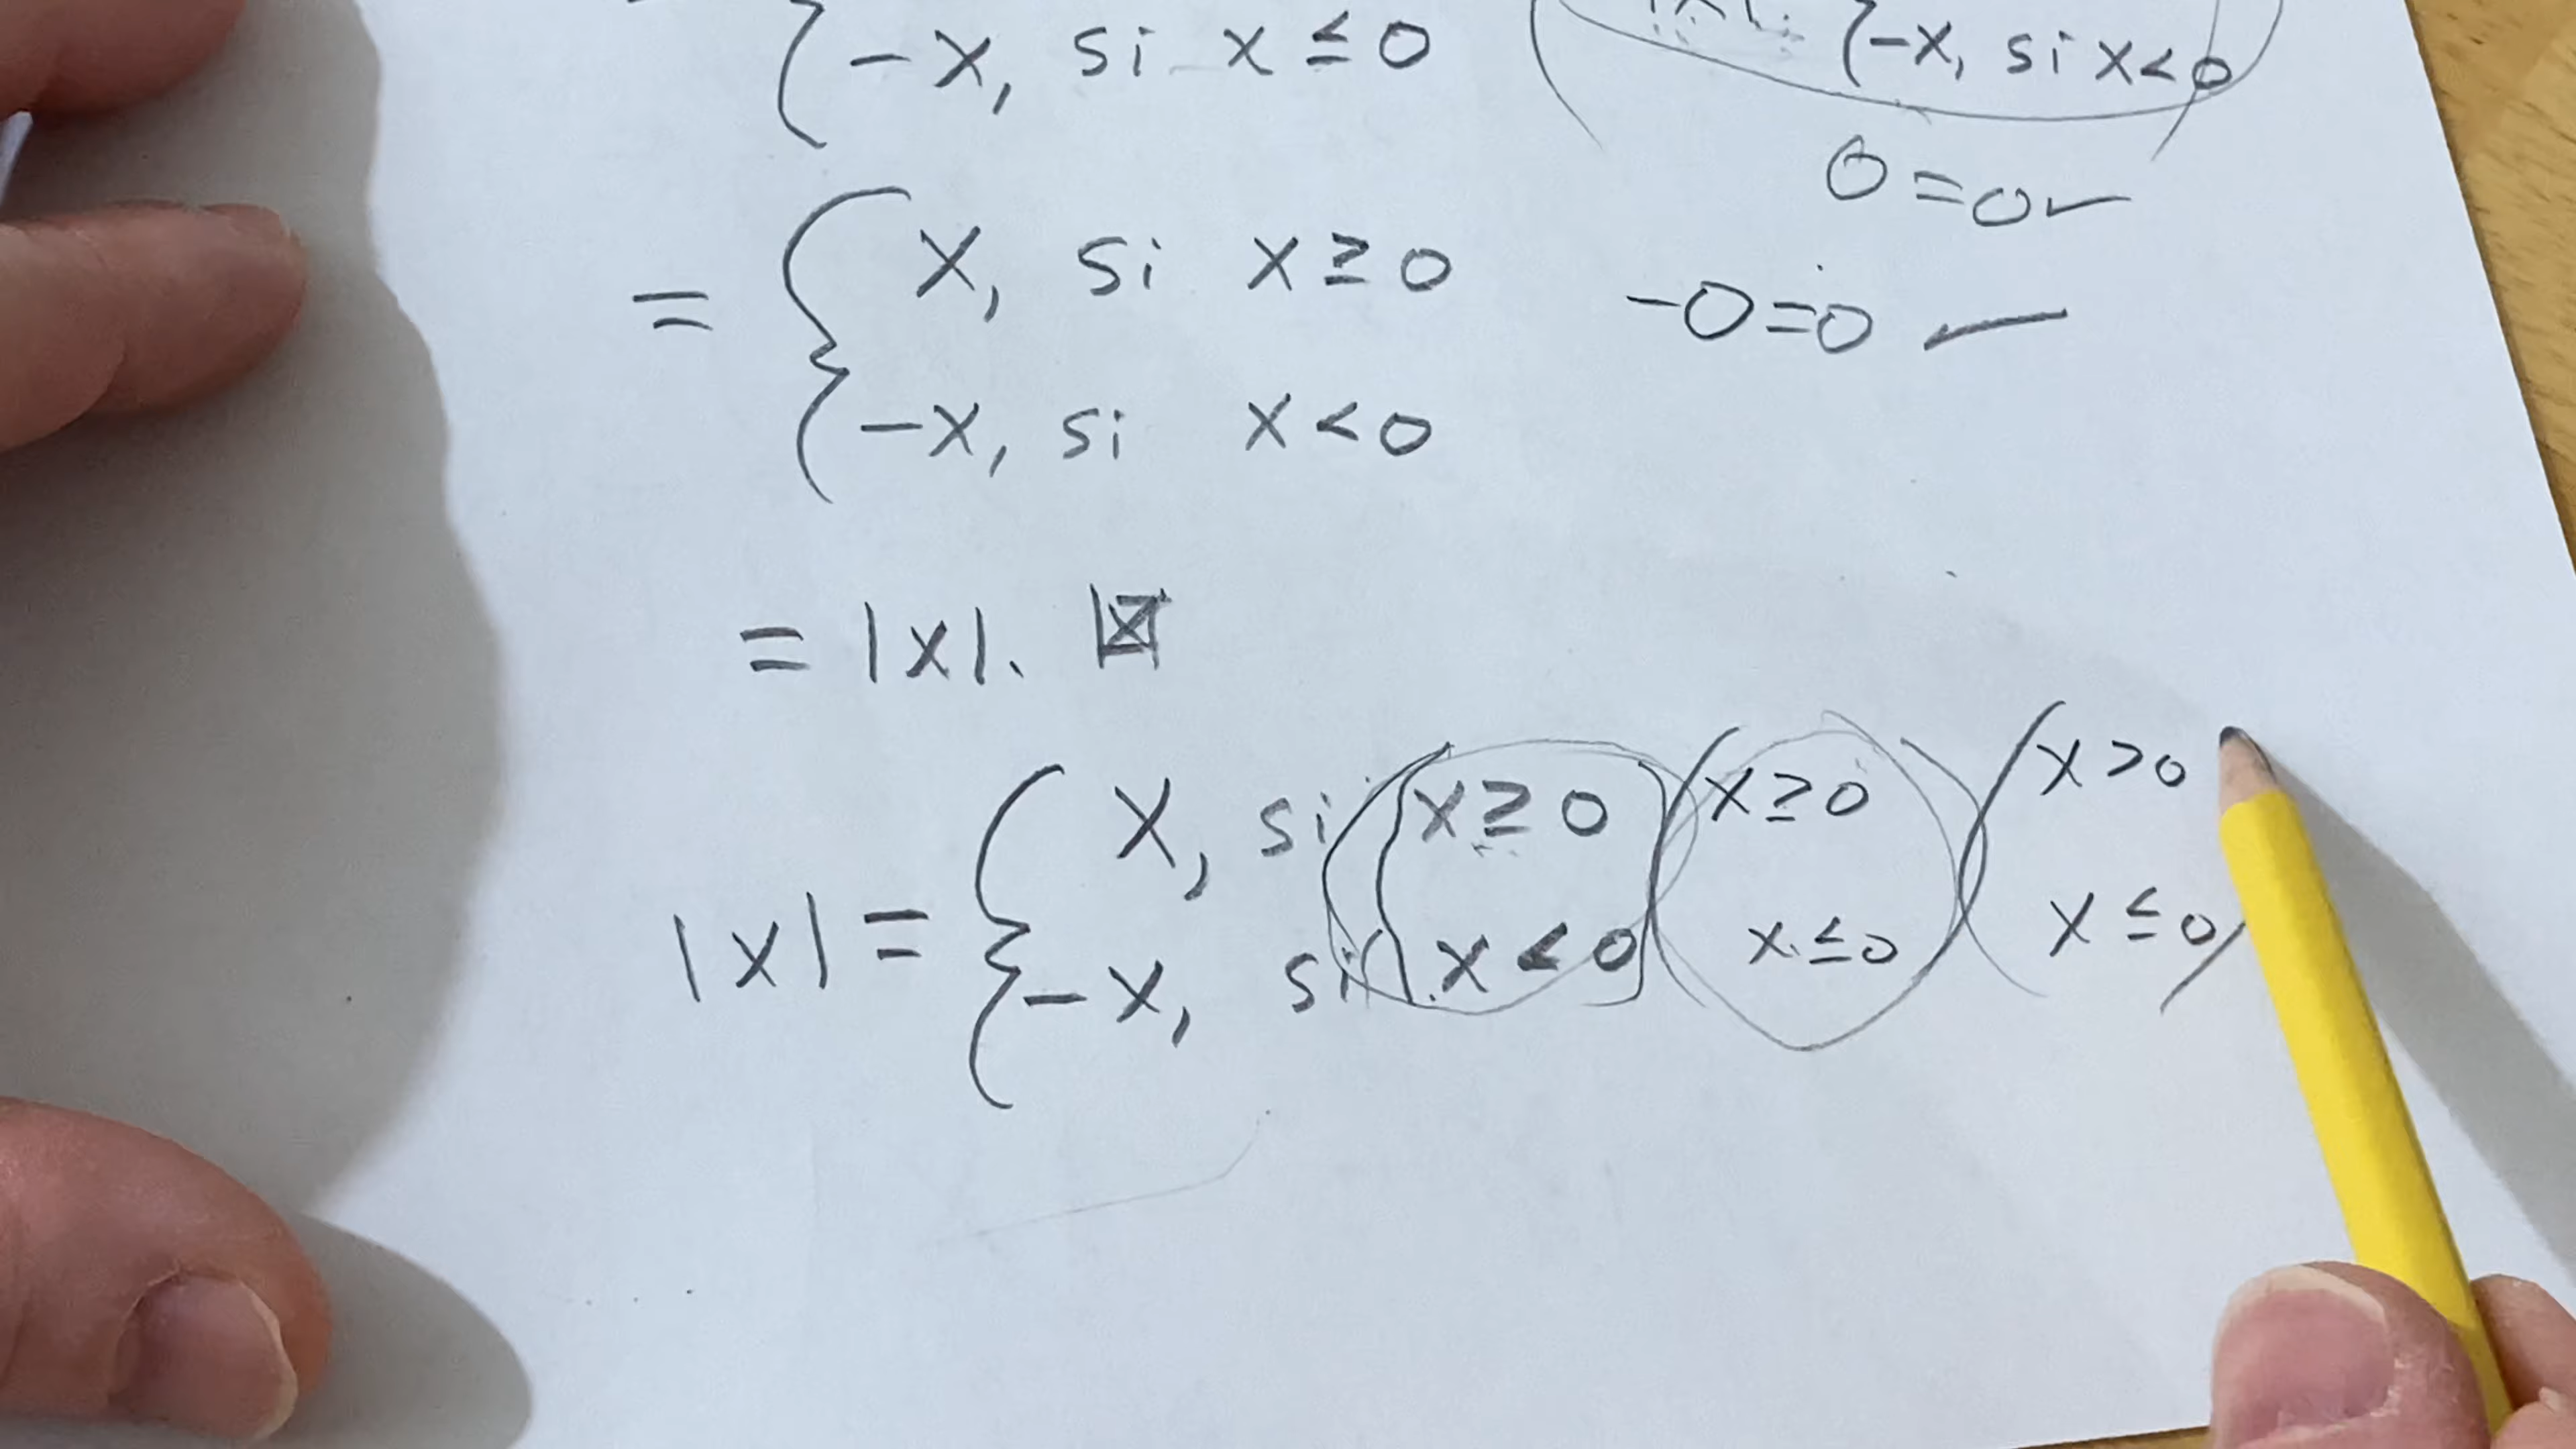 -x, si x ≤ 0
-x, si x < 0
0 = 0 ✓
= { x, si x ≥ 0
-0 = 0 ✓
-x, si x < 0
= |x|.
|x| = { x, si (x ≥ 0) (x ≥ 0) (x > 0
-x, si (x < 0) (x ≤ 0) x ≤ 0)